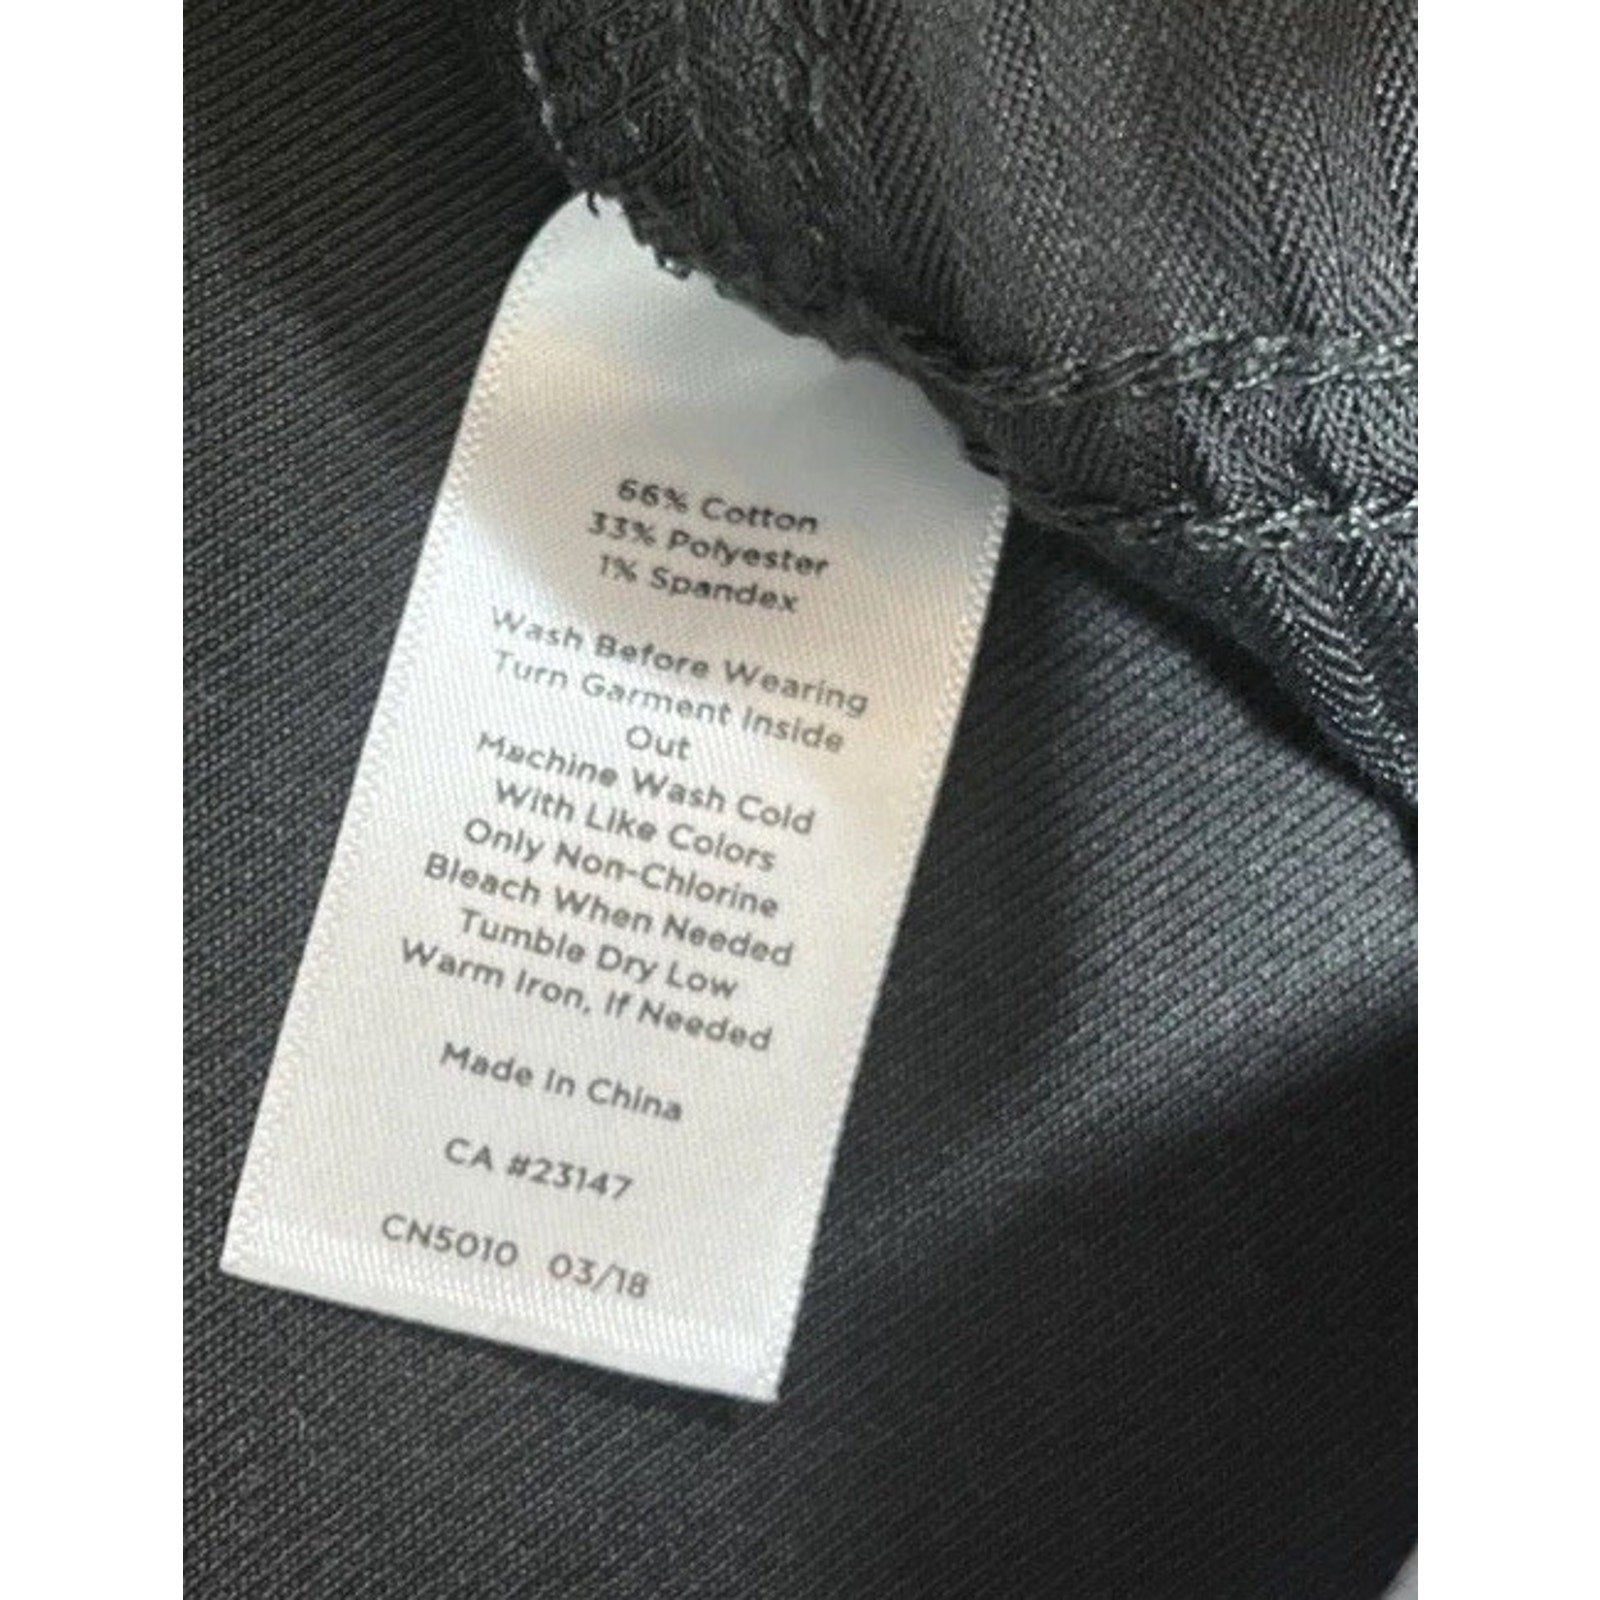 66% Cotton
33% Polyester
1% Spandex
Wash Before Wearing
Turn Garment Inside
Out
Machine Wash Cold
With Like Colors
Only Non-Chlorine
Bleach When Needed
Tumble Dry Low
Warm Iron, If Needed
Made In China
CA #23147
CN5010 03/18